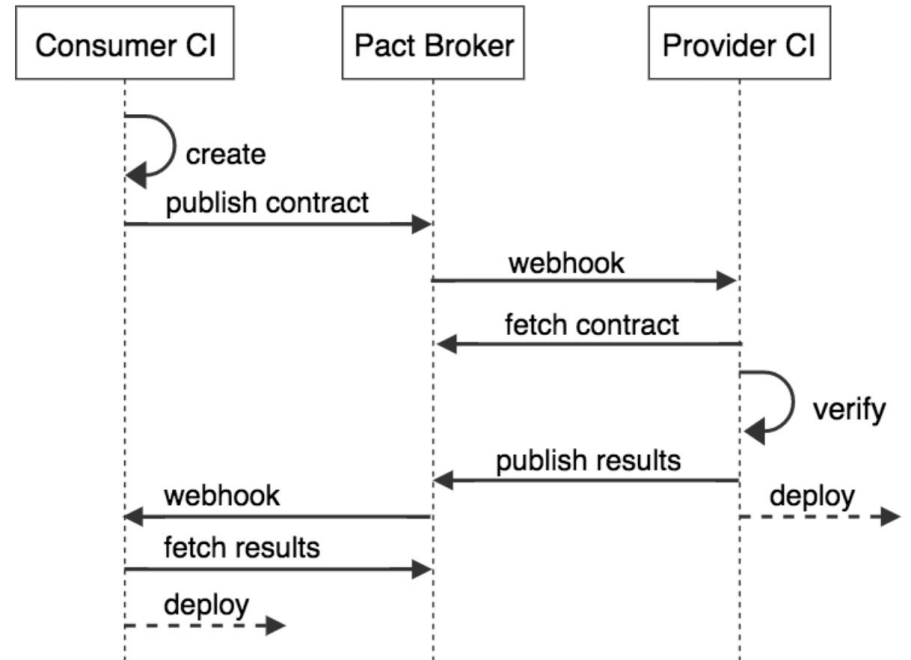 Consumer CI
Pact Broker
Provider CI
create
publish contract
webhook
fetch contract
verify
publish results
webhook
deploy
fetch results
deploy